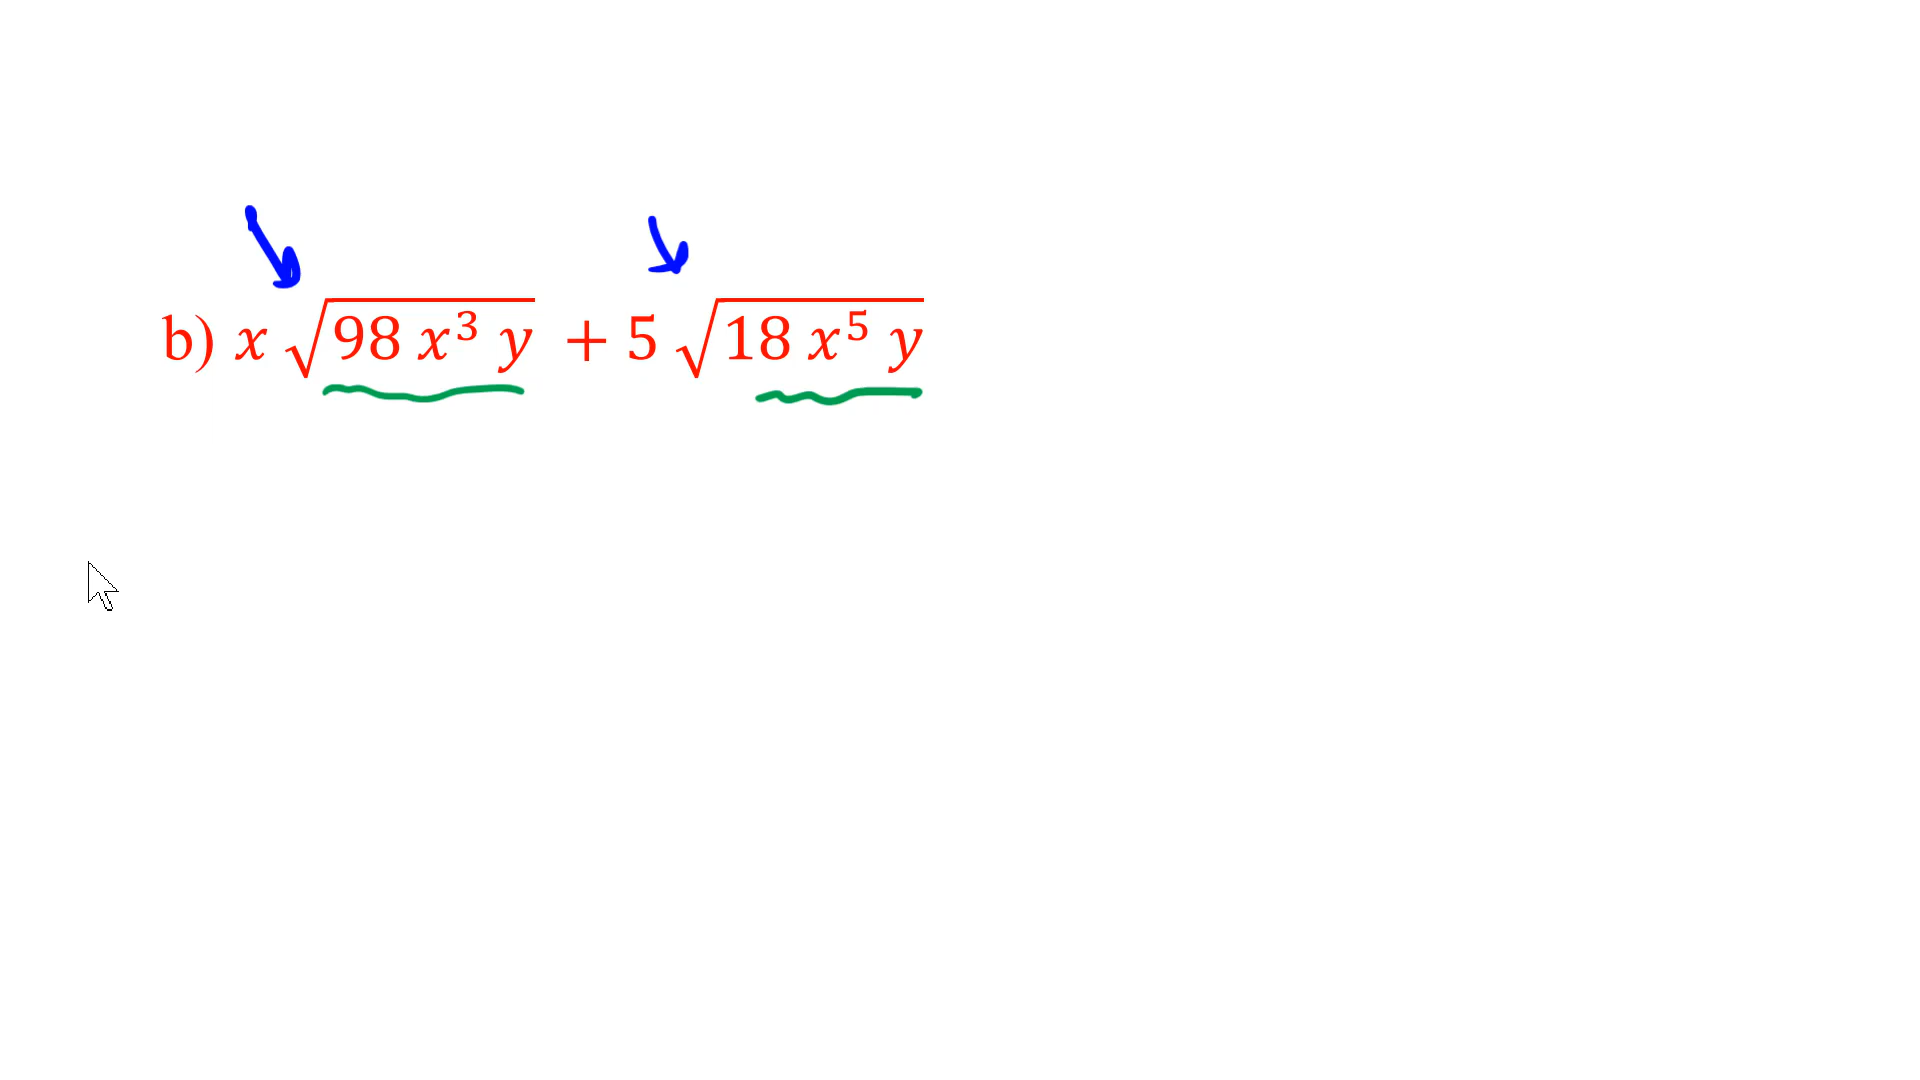 b) x √(98 x³ y) + 5 √(18 x⁵ y)